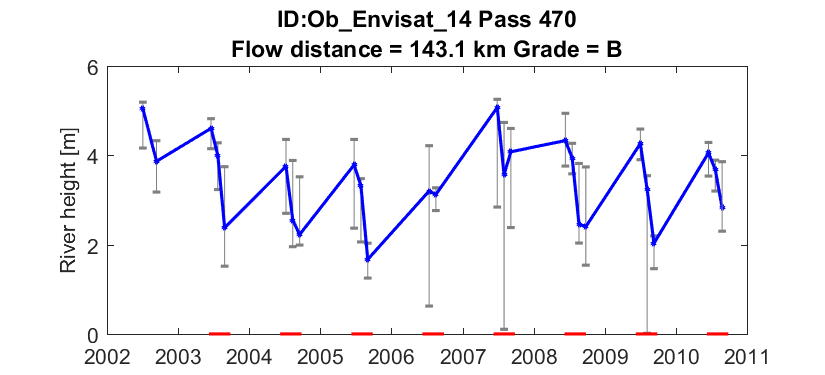 ID:Ob_Envisat_14 Pass 470
Flow distance = 143.1 km Grade = B
River height [m]
6
4
2
0
2002 2003 2004 2005 2006 2007 2008 2009 2010 2011